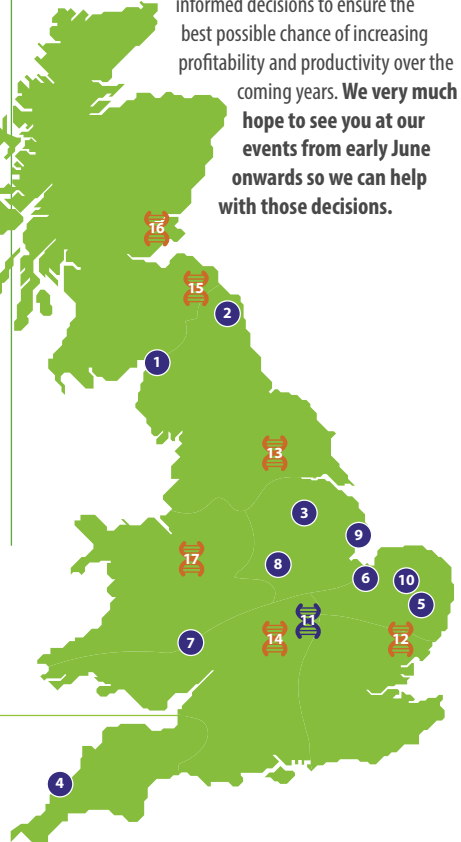 informed decisions to ensure the
best possible chance of increasing
profitability and productivity over the
coming years. We very much
hope to see you at our
events from early June
onwards so we can help
with those decisions.
16
15
2
1
13
3
9
17
8
6
10
5
11
7
14
12
4